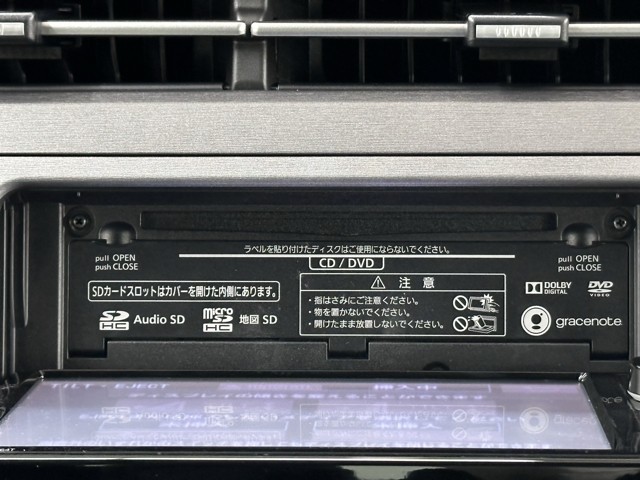 ラベルを貼り付けたディスクはご使用にならないでください。
CD / DVD
pull OPEN
push CLOSE
pull OPEN
push CLOSE
SDカードスロットはカバーを開けた内側にあります。
注 意
・指はさみにご注意ください。
・物を置かないでください。
・開けたまま放置しないでください。
DOLBY
DIGITAL
DVD
VIDEO
SD HC Audio SD
micro SD HC 地図 SD
g gracenote.
TILT・EJECT
挿入中